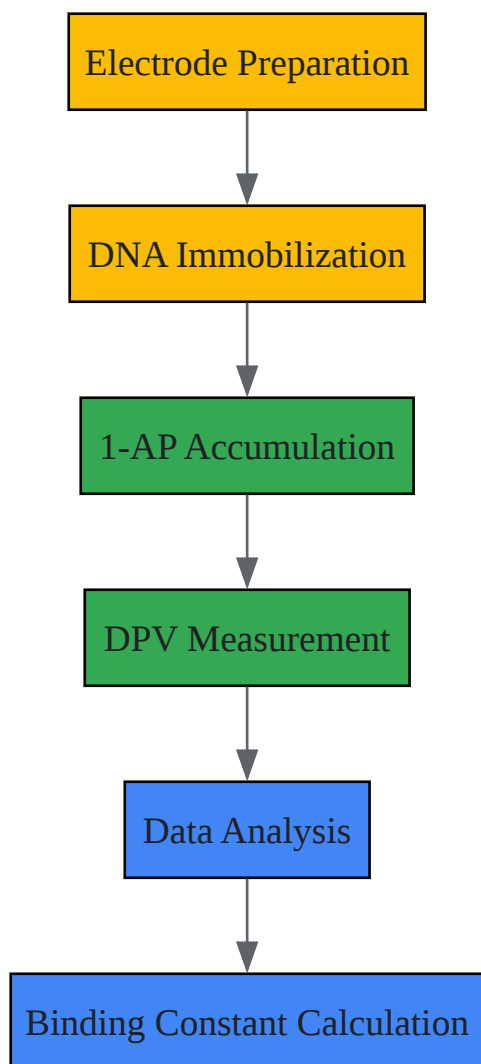 Electrode Preparation
DNA Immobilization
1-AP Accumulation
DPV Measurement
Data Analysis
Binding Constant Calculation